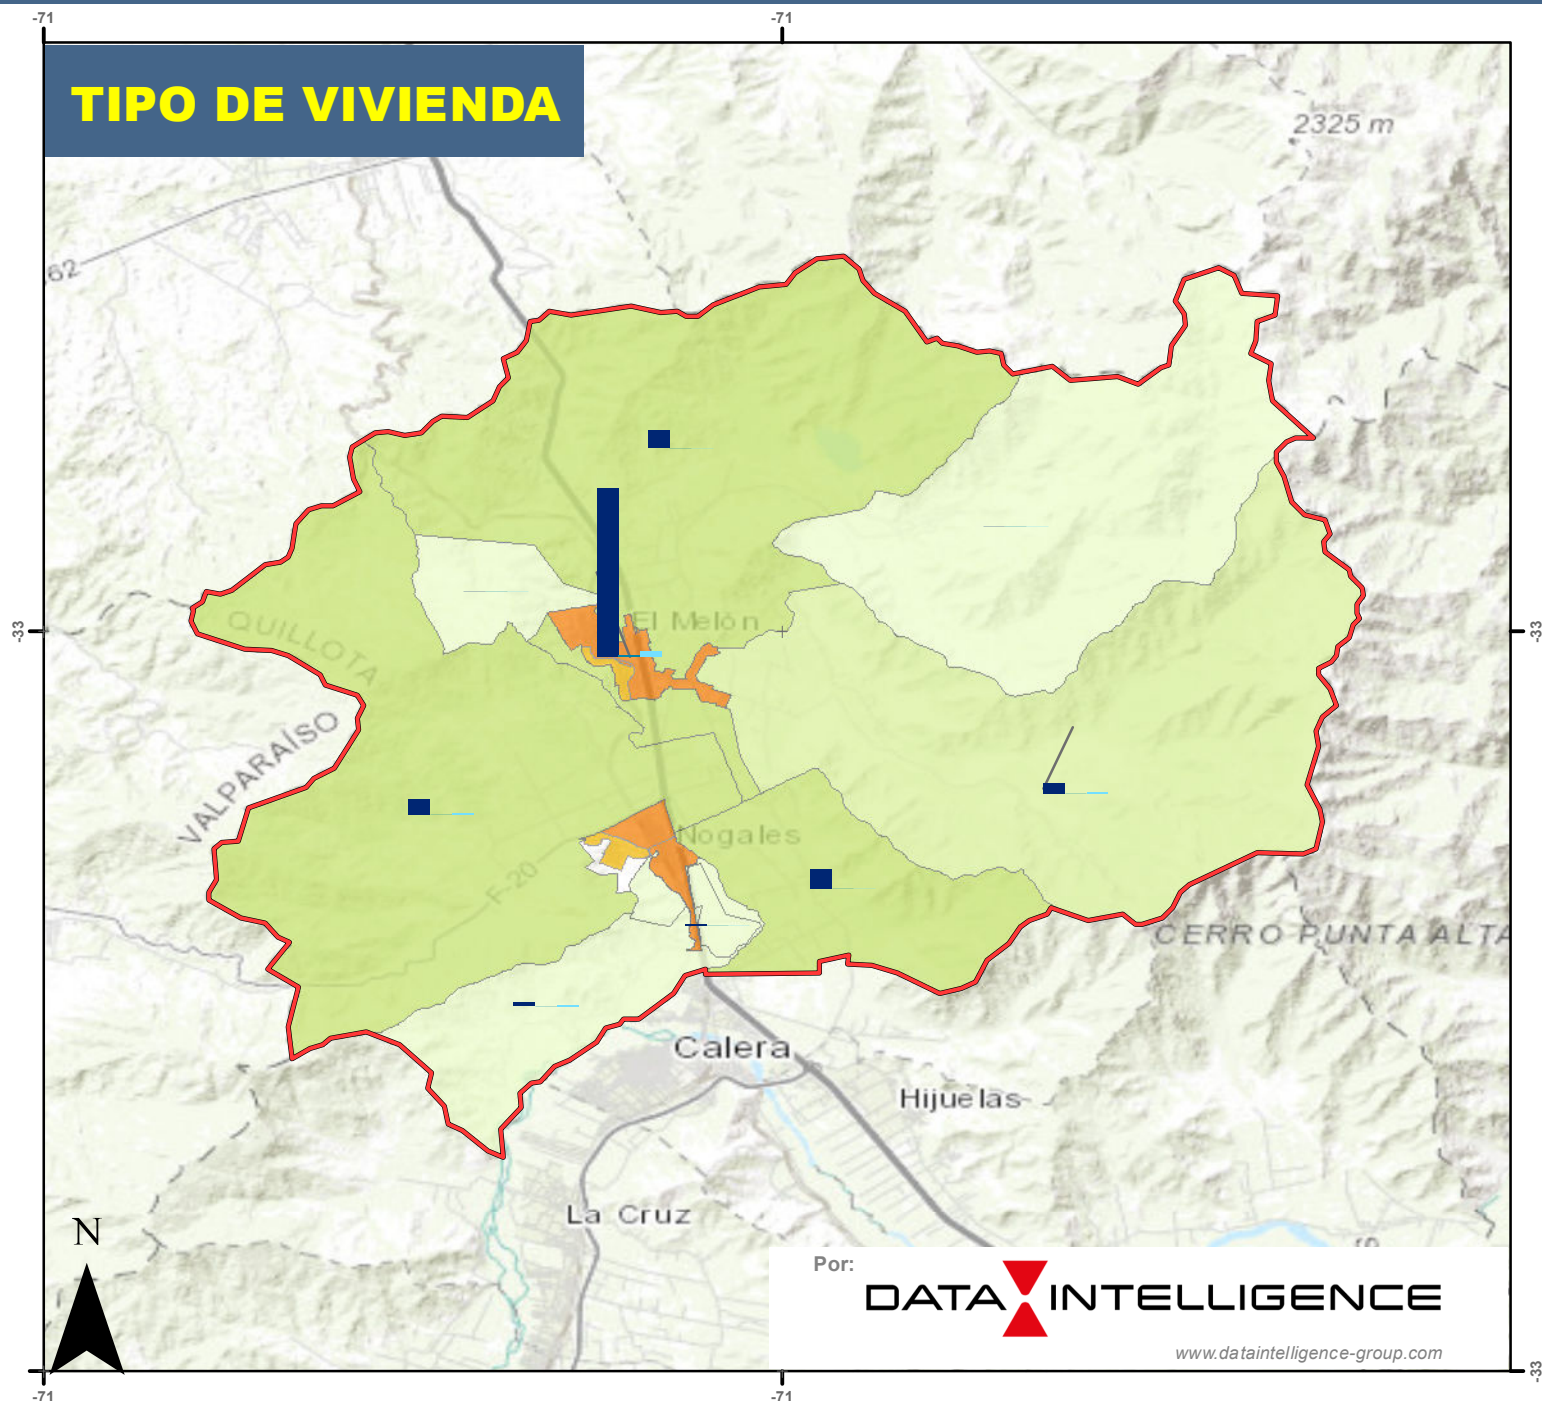 -71
-71
TIPO DE VIVIENDA
2325 m
62
El Melón
-33
-33
QUILLOTA
VALPARAÍSO
Nogales
F-20
CERRO PUNTA ALTA
Calera
Hijuelas
La Cruz
N
Por:
DATA INTELLIGENCE
www.dataintelligence-group.com
-33
-71
-71